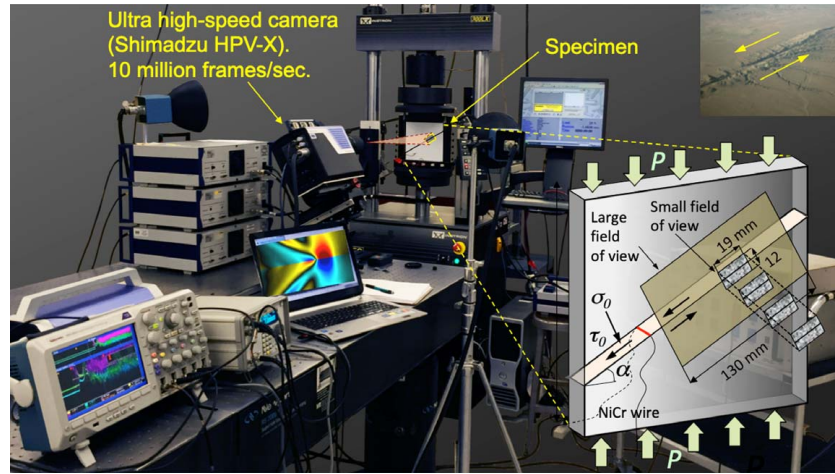 Ultra high-speed camera
(Shimadzu HPV-X).
10 million frames/sec.
Specimen
P
Large
field
of view
Small field
of view
19 mm
12
σ₀
τ₀
α
130 mm
NiCr wire
P